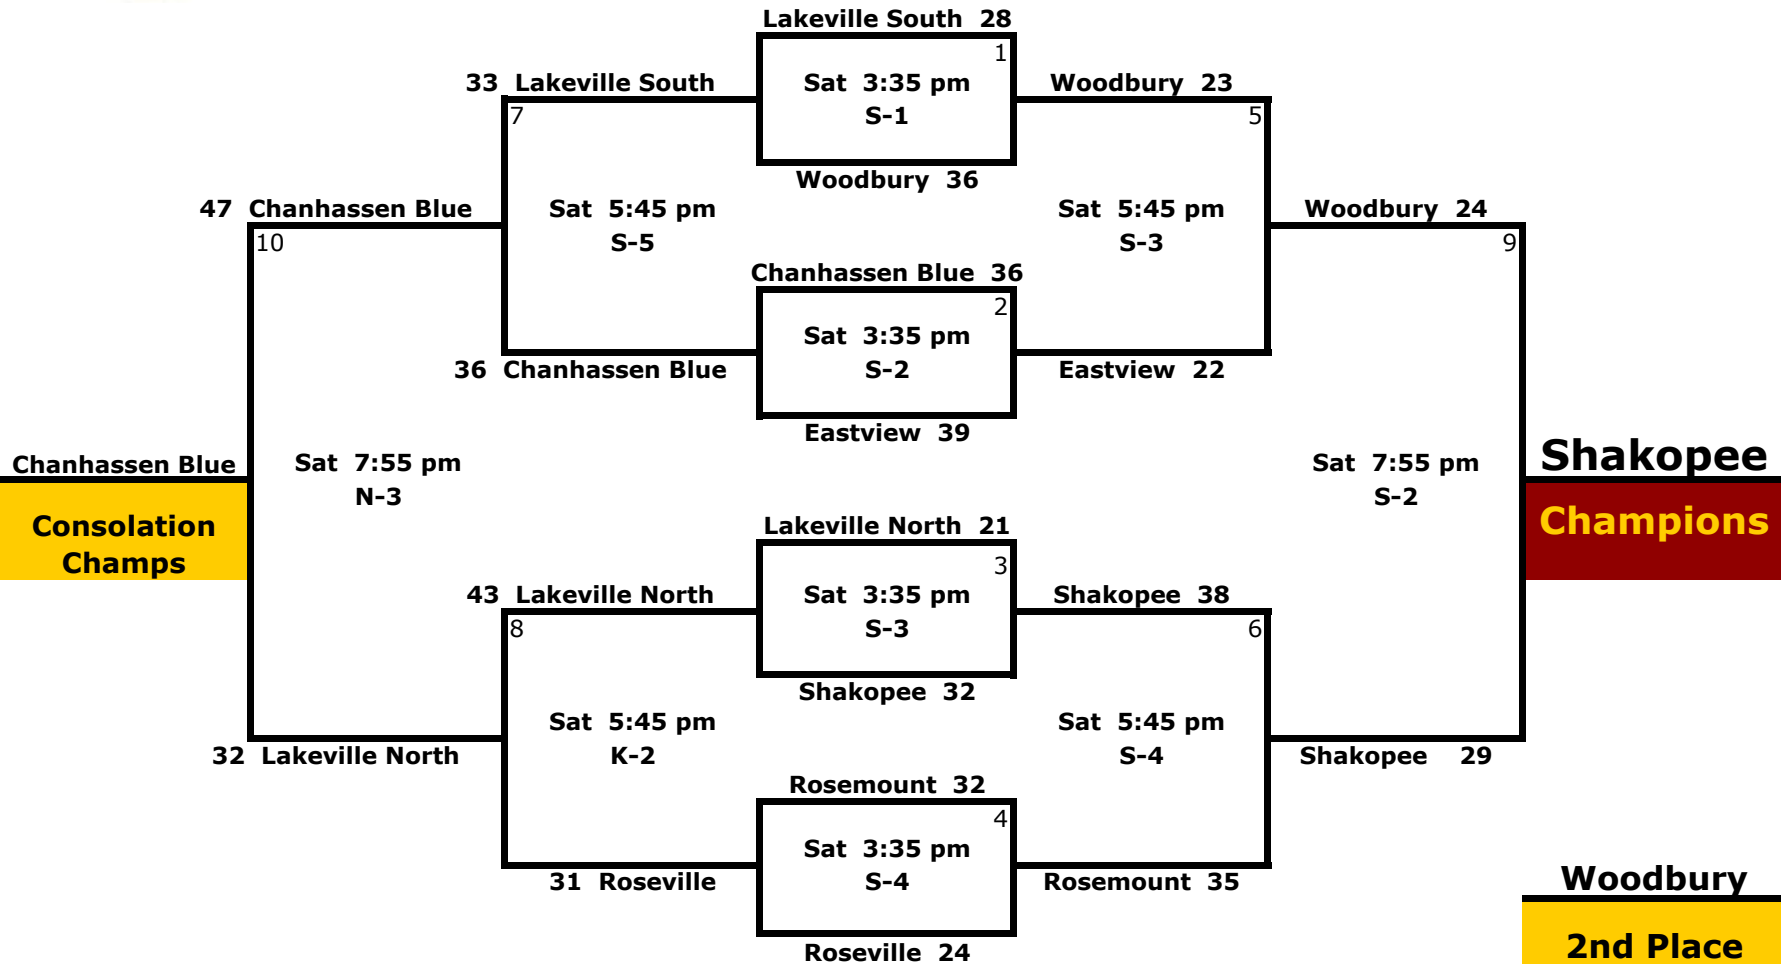 Lakeville South 28
1
33 Lakeville South
Sat 3:35 pm
Woodbury 23
7
S-1
5
Woodbury 36
47 Chanhassen Blue
Sat 5:45 pm
Sat 5:45 pm
Woodbury 24
10
S-5
S-3
9
Chanhassen Blue 36
2
Sat 3:35 pm
36 Chanhassen Blue
S-2
Eastview 22
Eastview 39
Chanhassen Blue
Sat 7:55 pm
Sat 7:55 pm
Shakopee
N-3
S-2
Consolation
Champs
Lakeville North 21
Champions
3
43 Lakeville North
Sat 3:35 pm
Shakopee 38
8
S-3
6
Shakopee 32
Sat 5:45 pm
Sat 5:45 pm
32 Lakeville North
K-2
S-4
Shakopee 29
Rosemount 32
4
Sat 3:35 pm
31 Roseville
S-4
Rosemount 35
Woodbury
Roseville 24
2nd Place